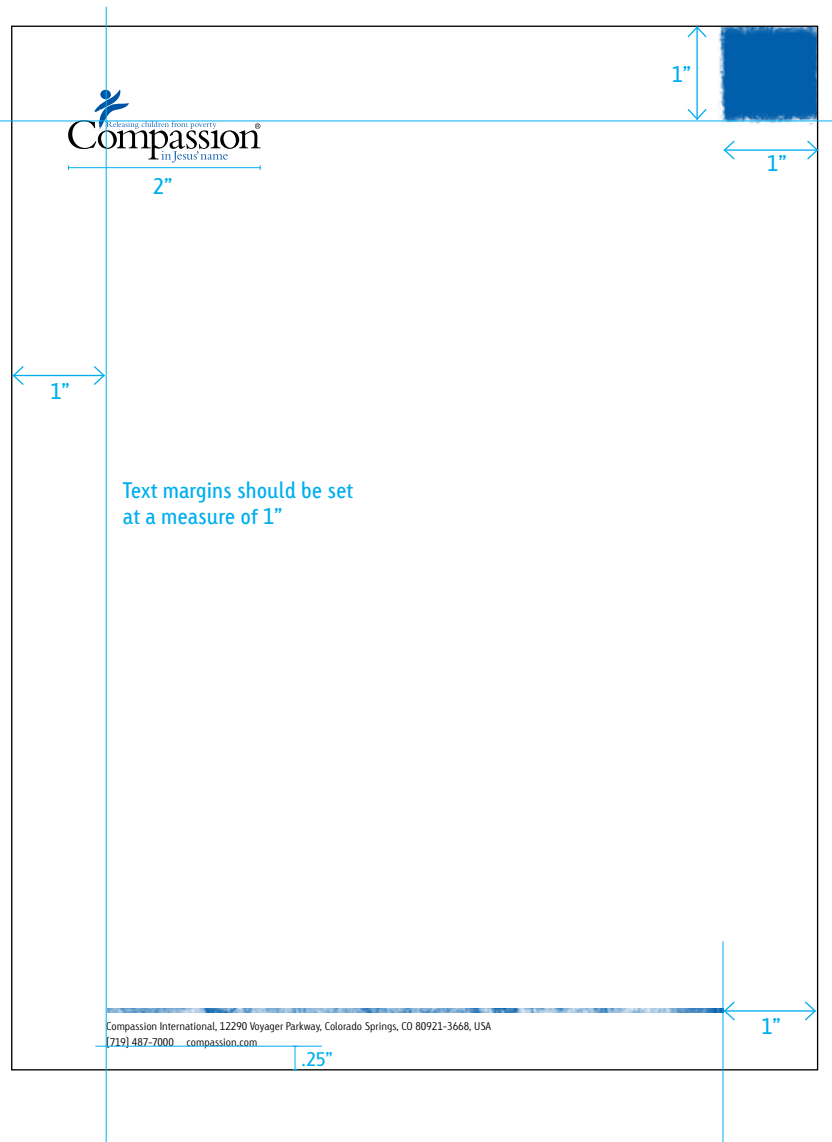 1”
Releasing children from poverty
Compassion®
in Jesus’ name
1”
2”
1”
Text margins should be set
at a measure of 1”
Compassion International, 12290 Voyager Parkway, Colorado Springs, CO 80921-3668, USA
1”
(719) 487-7000 compassion.com
.25”